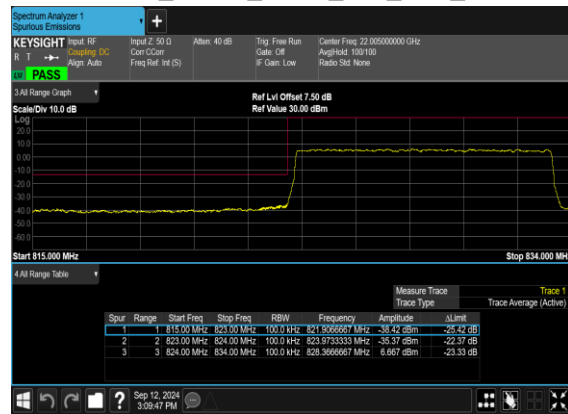 Spectrum Analyzer 1
Spurious Emissions
KEYSIGHT Input: RF Input Z: 50 Ω Atten: 40 dB Trig: Free Run Center Freq: 22.005000000 GHz
R T Coupling: DC Corr CCorr Gate: Off Avg|Hold: 100/100
Align: Auto Freq Ref: Int (S) IF Gain: Low Radio Std: None
PASS
3 All Range Graph
Ref Lvl Offset 7.50 dB
Scale/Div 10.0 dB Ref Value 30.00 dBm
Log
20.0
10.0
0.00
-10.0
-20.0
-30.0
-40.0
-50.0
-60.0
Start 815.000 MHz Stop 834.000 MH
4 All Range Table
Measure Trace Trace 1
Trace Type Trace Average (Active)
Spur Range Start Freq Stop Freq RBW Frequency Amplitude ΔLimit
1 1 815.00 MHz 823.00 MHz 100.0 kHz 821.9066667 MHz -38.42 dBm -25.42 dB
2 2 823.00 MHz 824.00 MHz 100.0 kHz 823.9733333 MHz -35.37 dBm -22.37 dB
3 3 824.00 MHz 834.00 MHz 100.0 kHz 828.3666667 MHz 6.667 dBm -23.33 dB
? Sep 12, 2024
3:09:47 PM